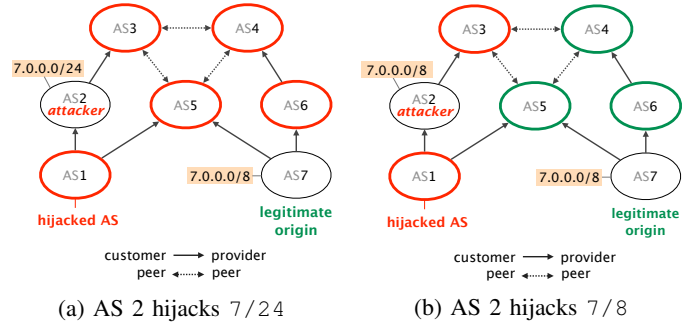 AS3
AS4
7.0.0.0/24
AS2
attacker
AS5
AS6
AS1
AS7
7.0.0.0/8
hijacked AS
legitimate
origin
customer → provider
peer peer
(a) AS 2 hijacks 7/24
AS3
AS4
7.0.0.0/8
AS2
attacker
AS5
AS6
AS1
AS7
7.0.0.0/8
hijacked AS
legitimate
origin
customer → provider
peer peer
(b) AS 2 hijacks 7/8